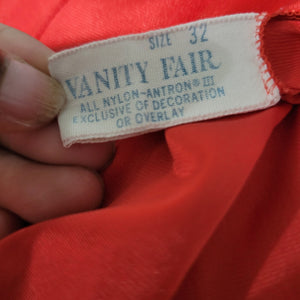 SIZE 32
VANITY FAIR
ALL NYLON-ANTRON® III
EXCLUSIVE OF DECORATION
OR OVERLAY